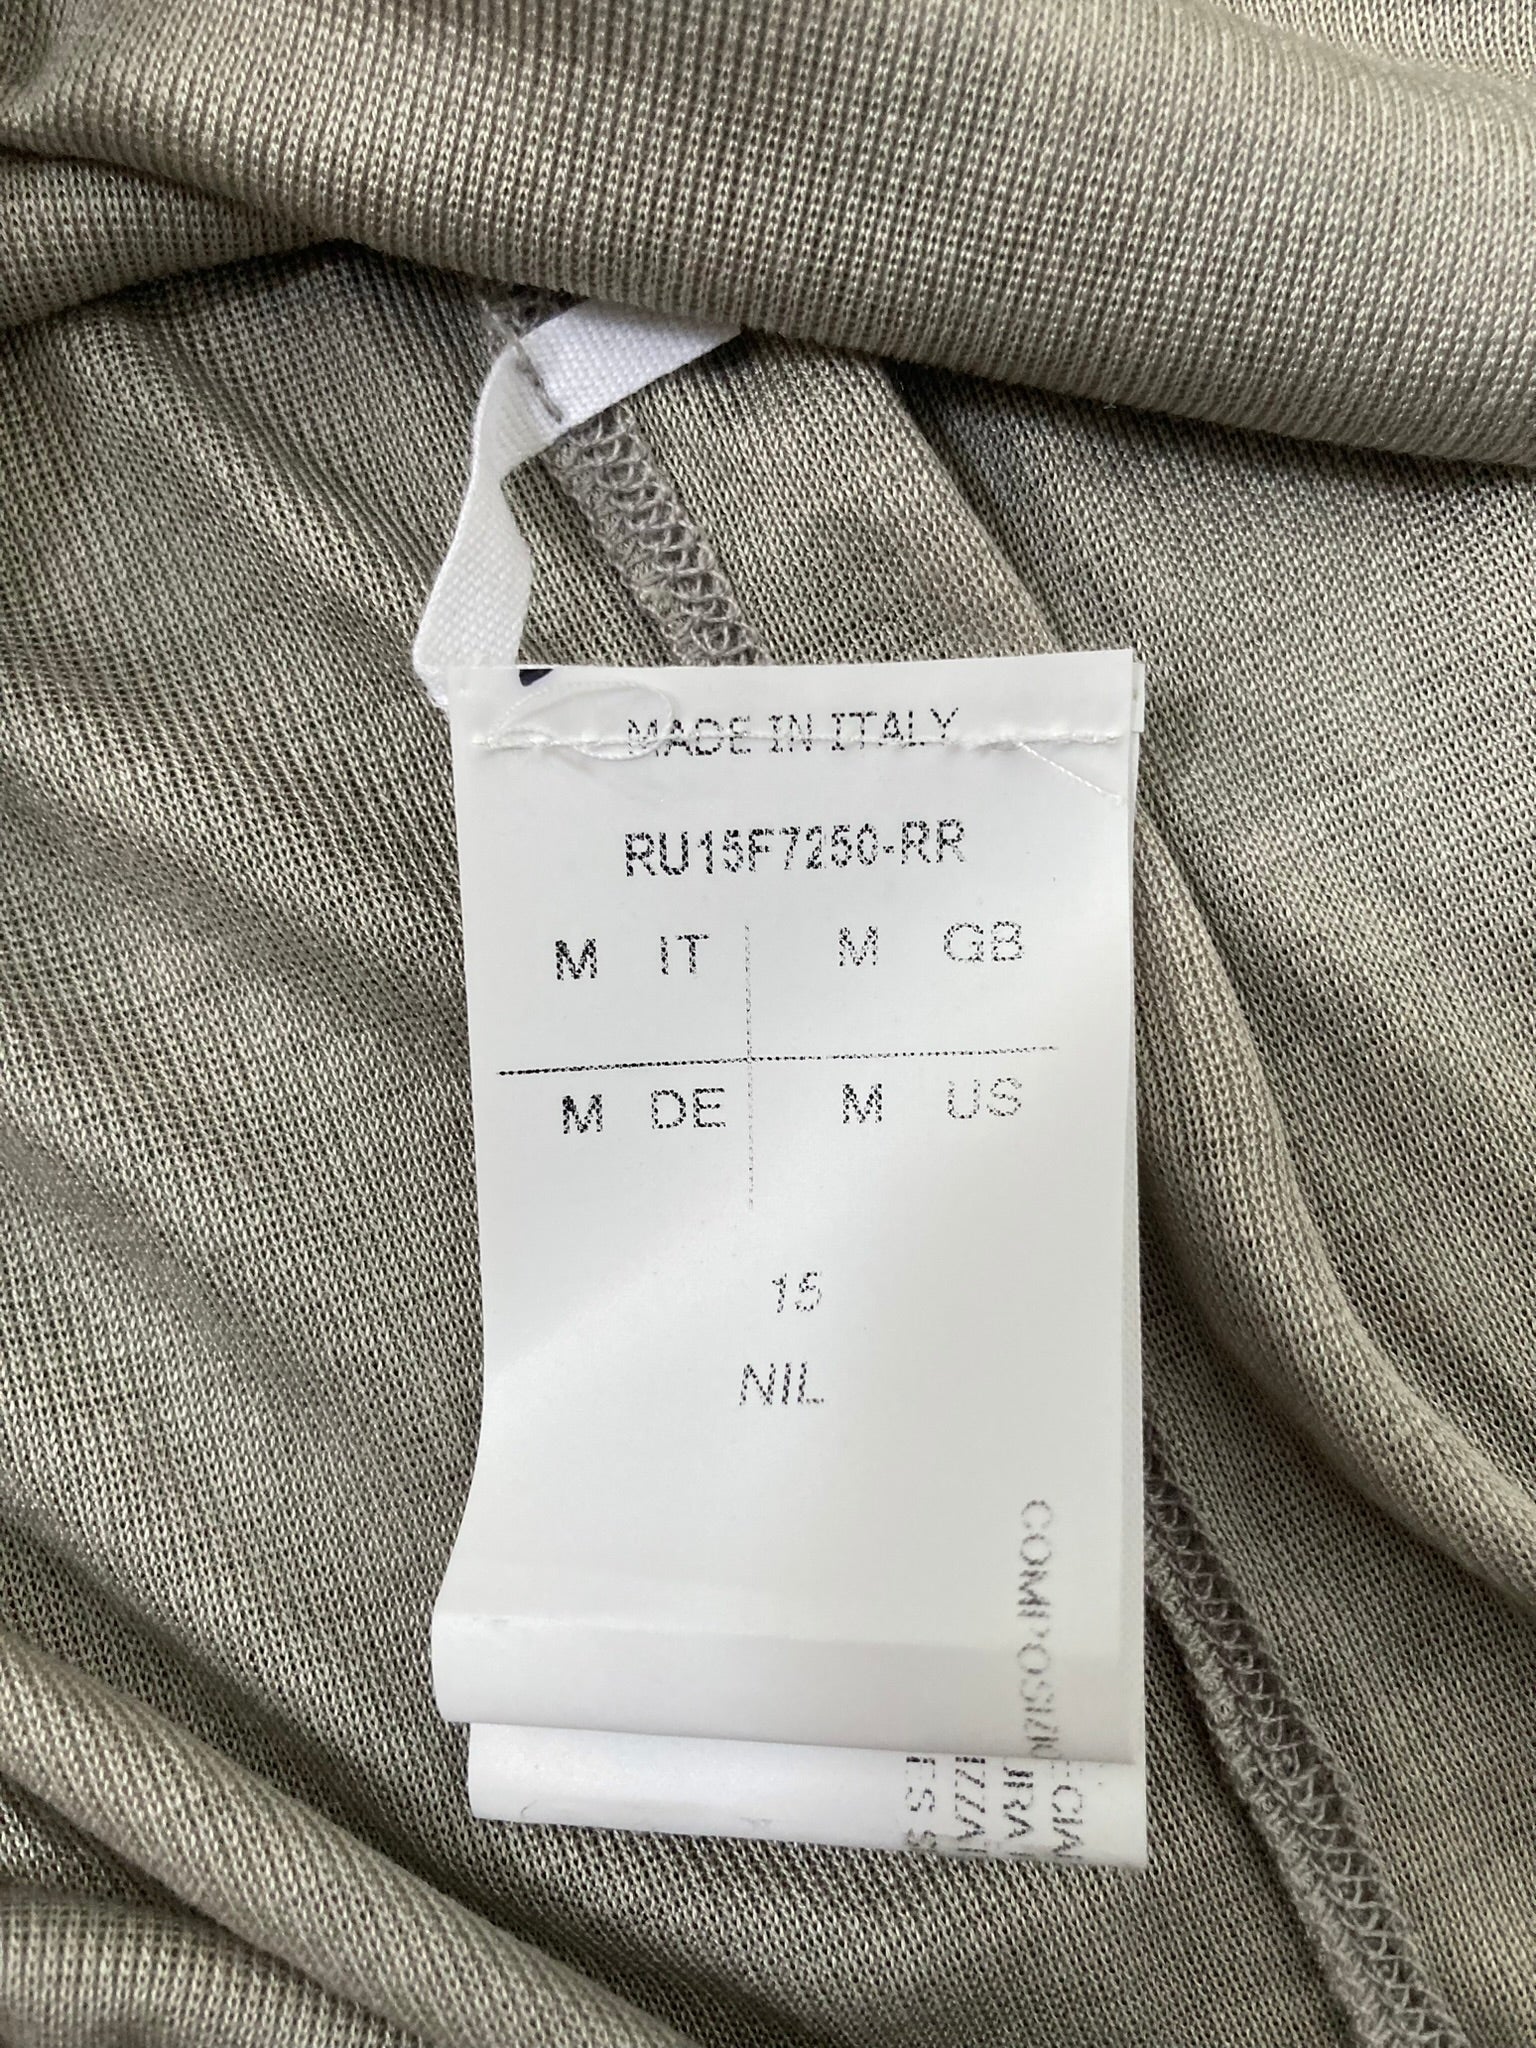 MADE IN ITALY
RU15F7250-RR
M IT M GB
M DE M US
15
NIL